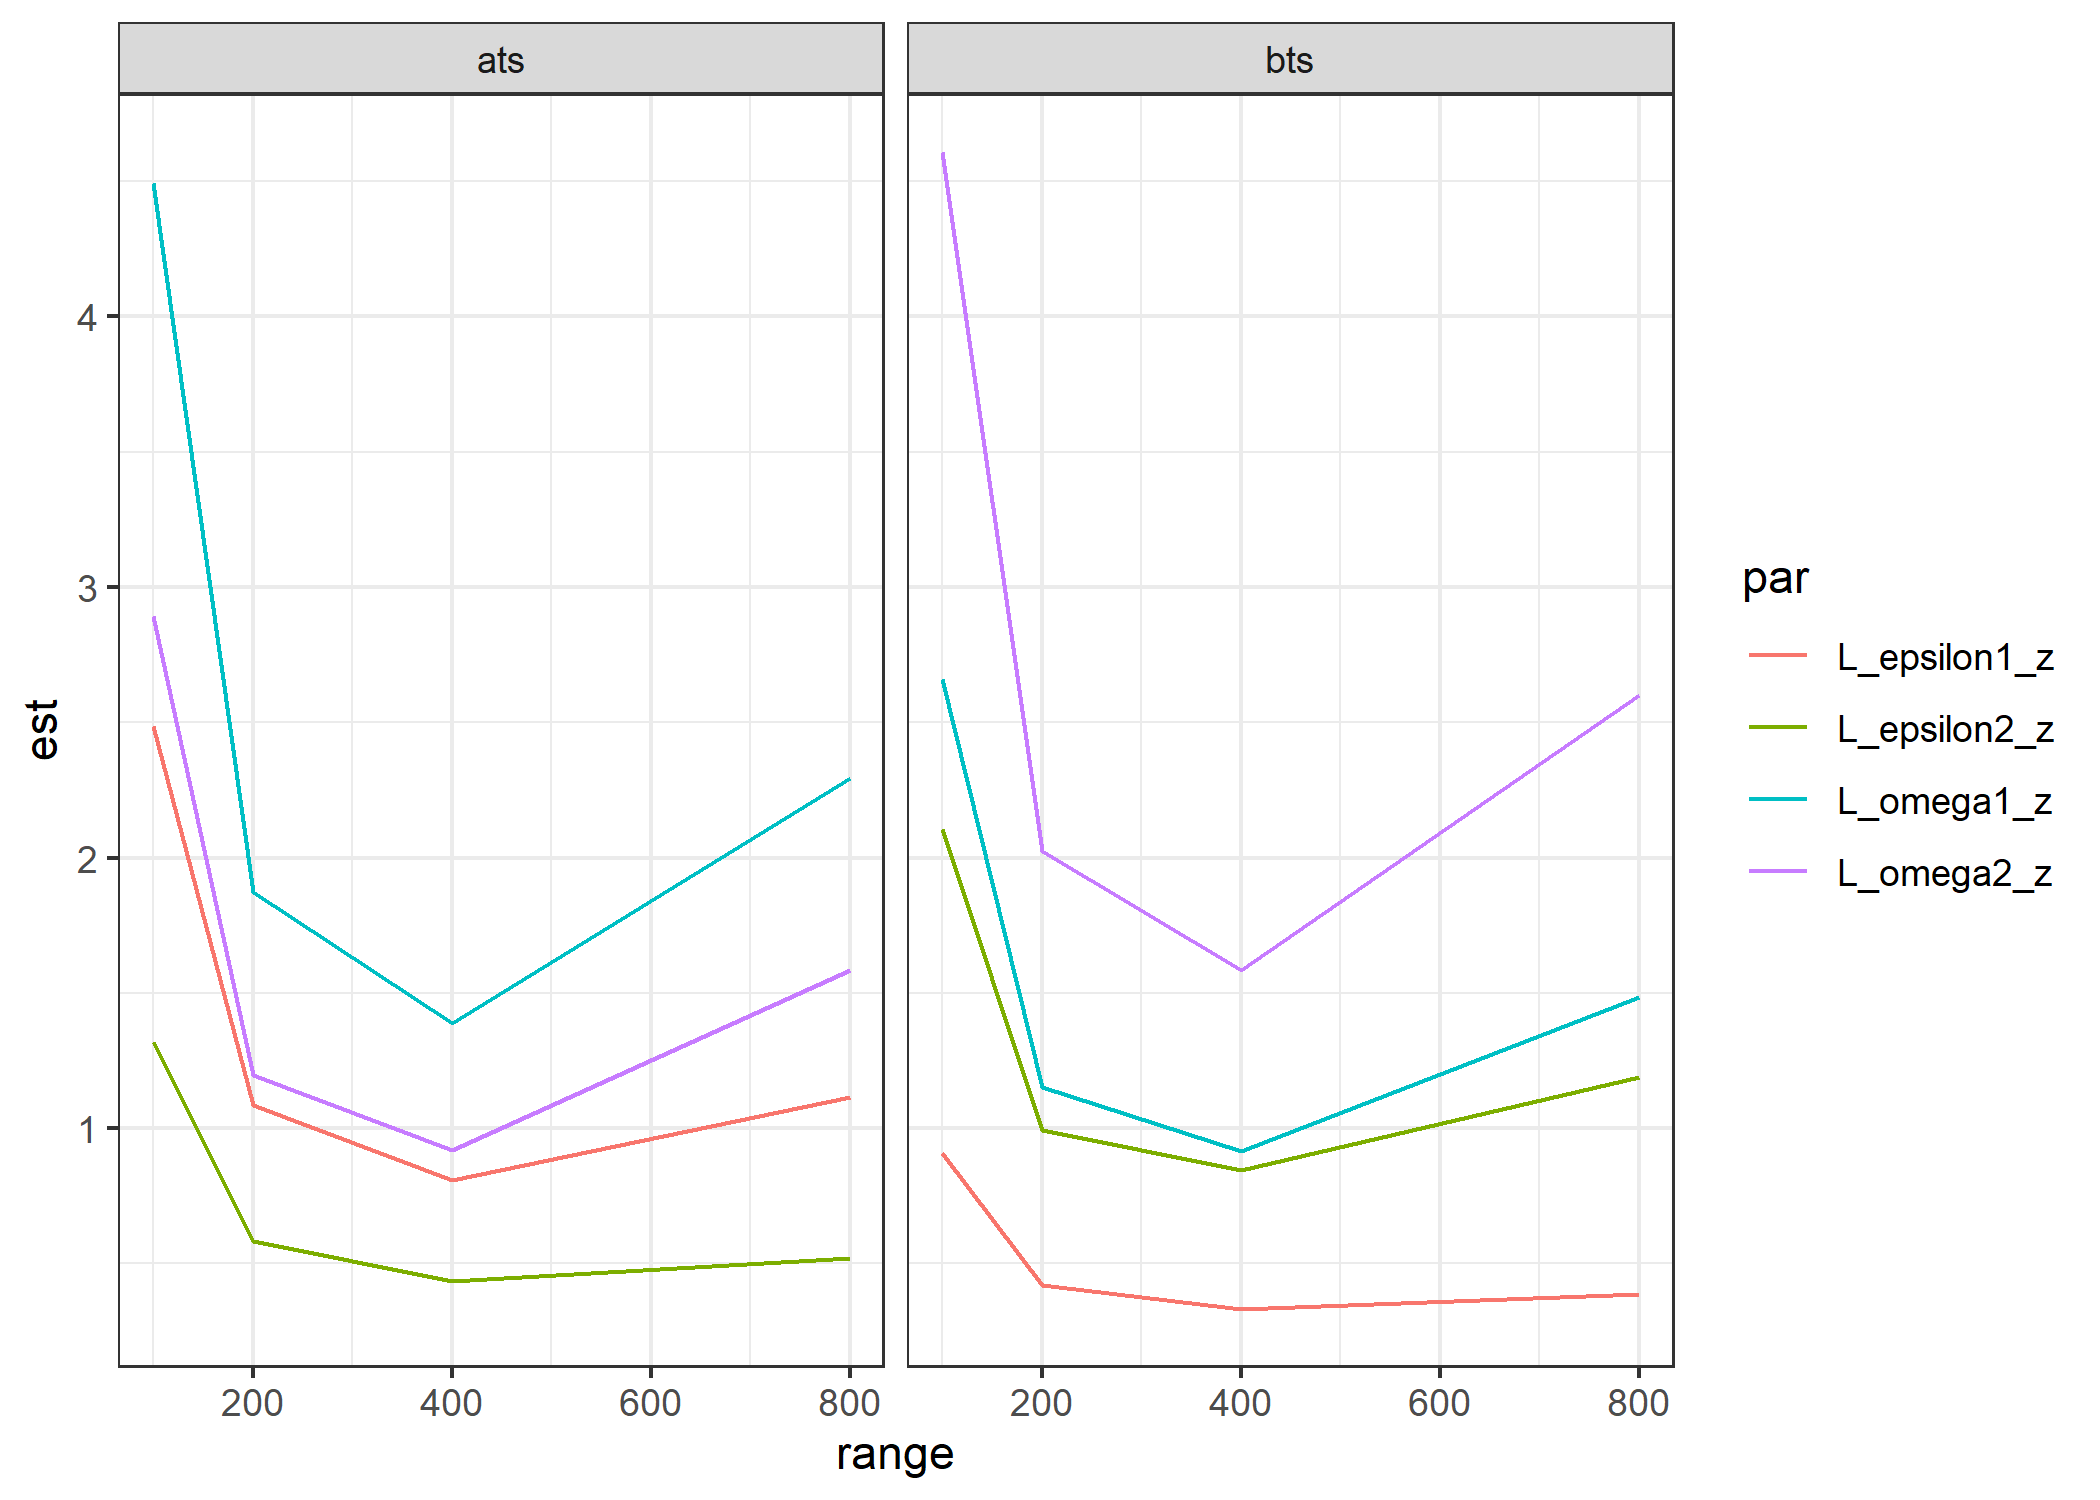 ats
bts
est
4
3
2
1
200 400 600 800
200 400 600 800
range
par
L_epsilon1_z
L_epsilon2_z
L_omega1_z
L_omega2_z